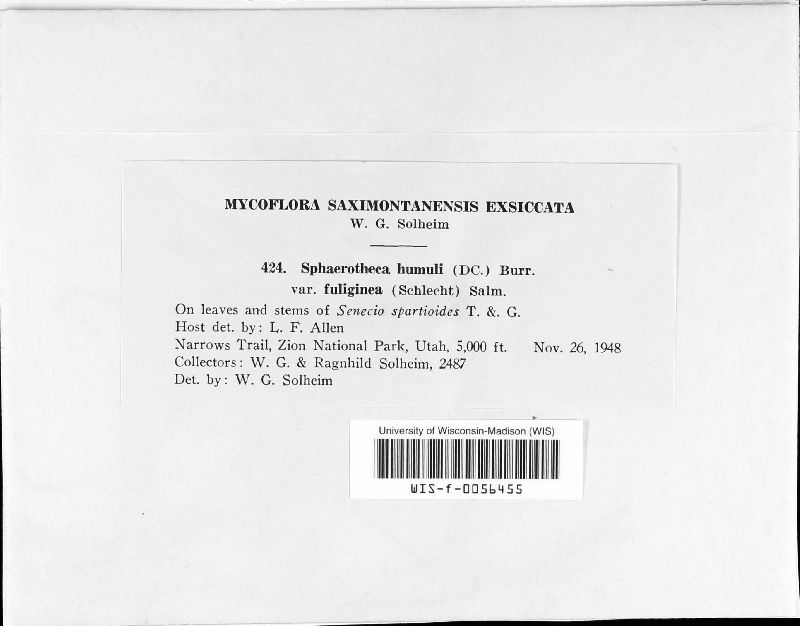 MYCOFLORA SAXIMONTANENSIS EXSICCATA
W. G. Solheim
424. Sphaerotheca humuli (DC.) Burr.
var. fuliginea (Schlecht) Salm.
On leaves and stems of Senecio spartioides T. &. G.
Host det. by: L. F. Allen
Narrows Trail, Zion National Park, Utah, 5,000 ft. Nov. 26, 1948
Collectors: W. G. & Ragnhild Solheim, 2487
Det. by: W. G. Solheim
University of Wisconsin-Madison (WIS)
WIS-f-0056455